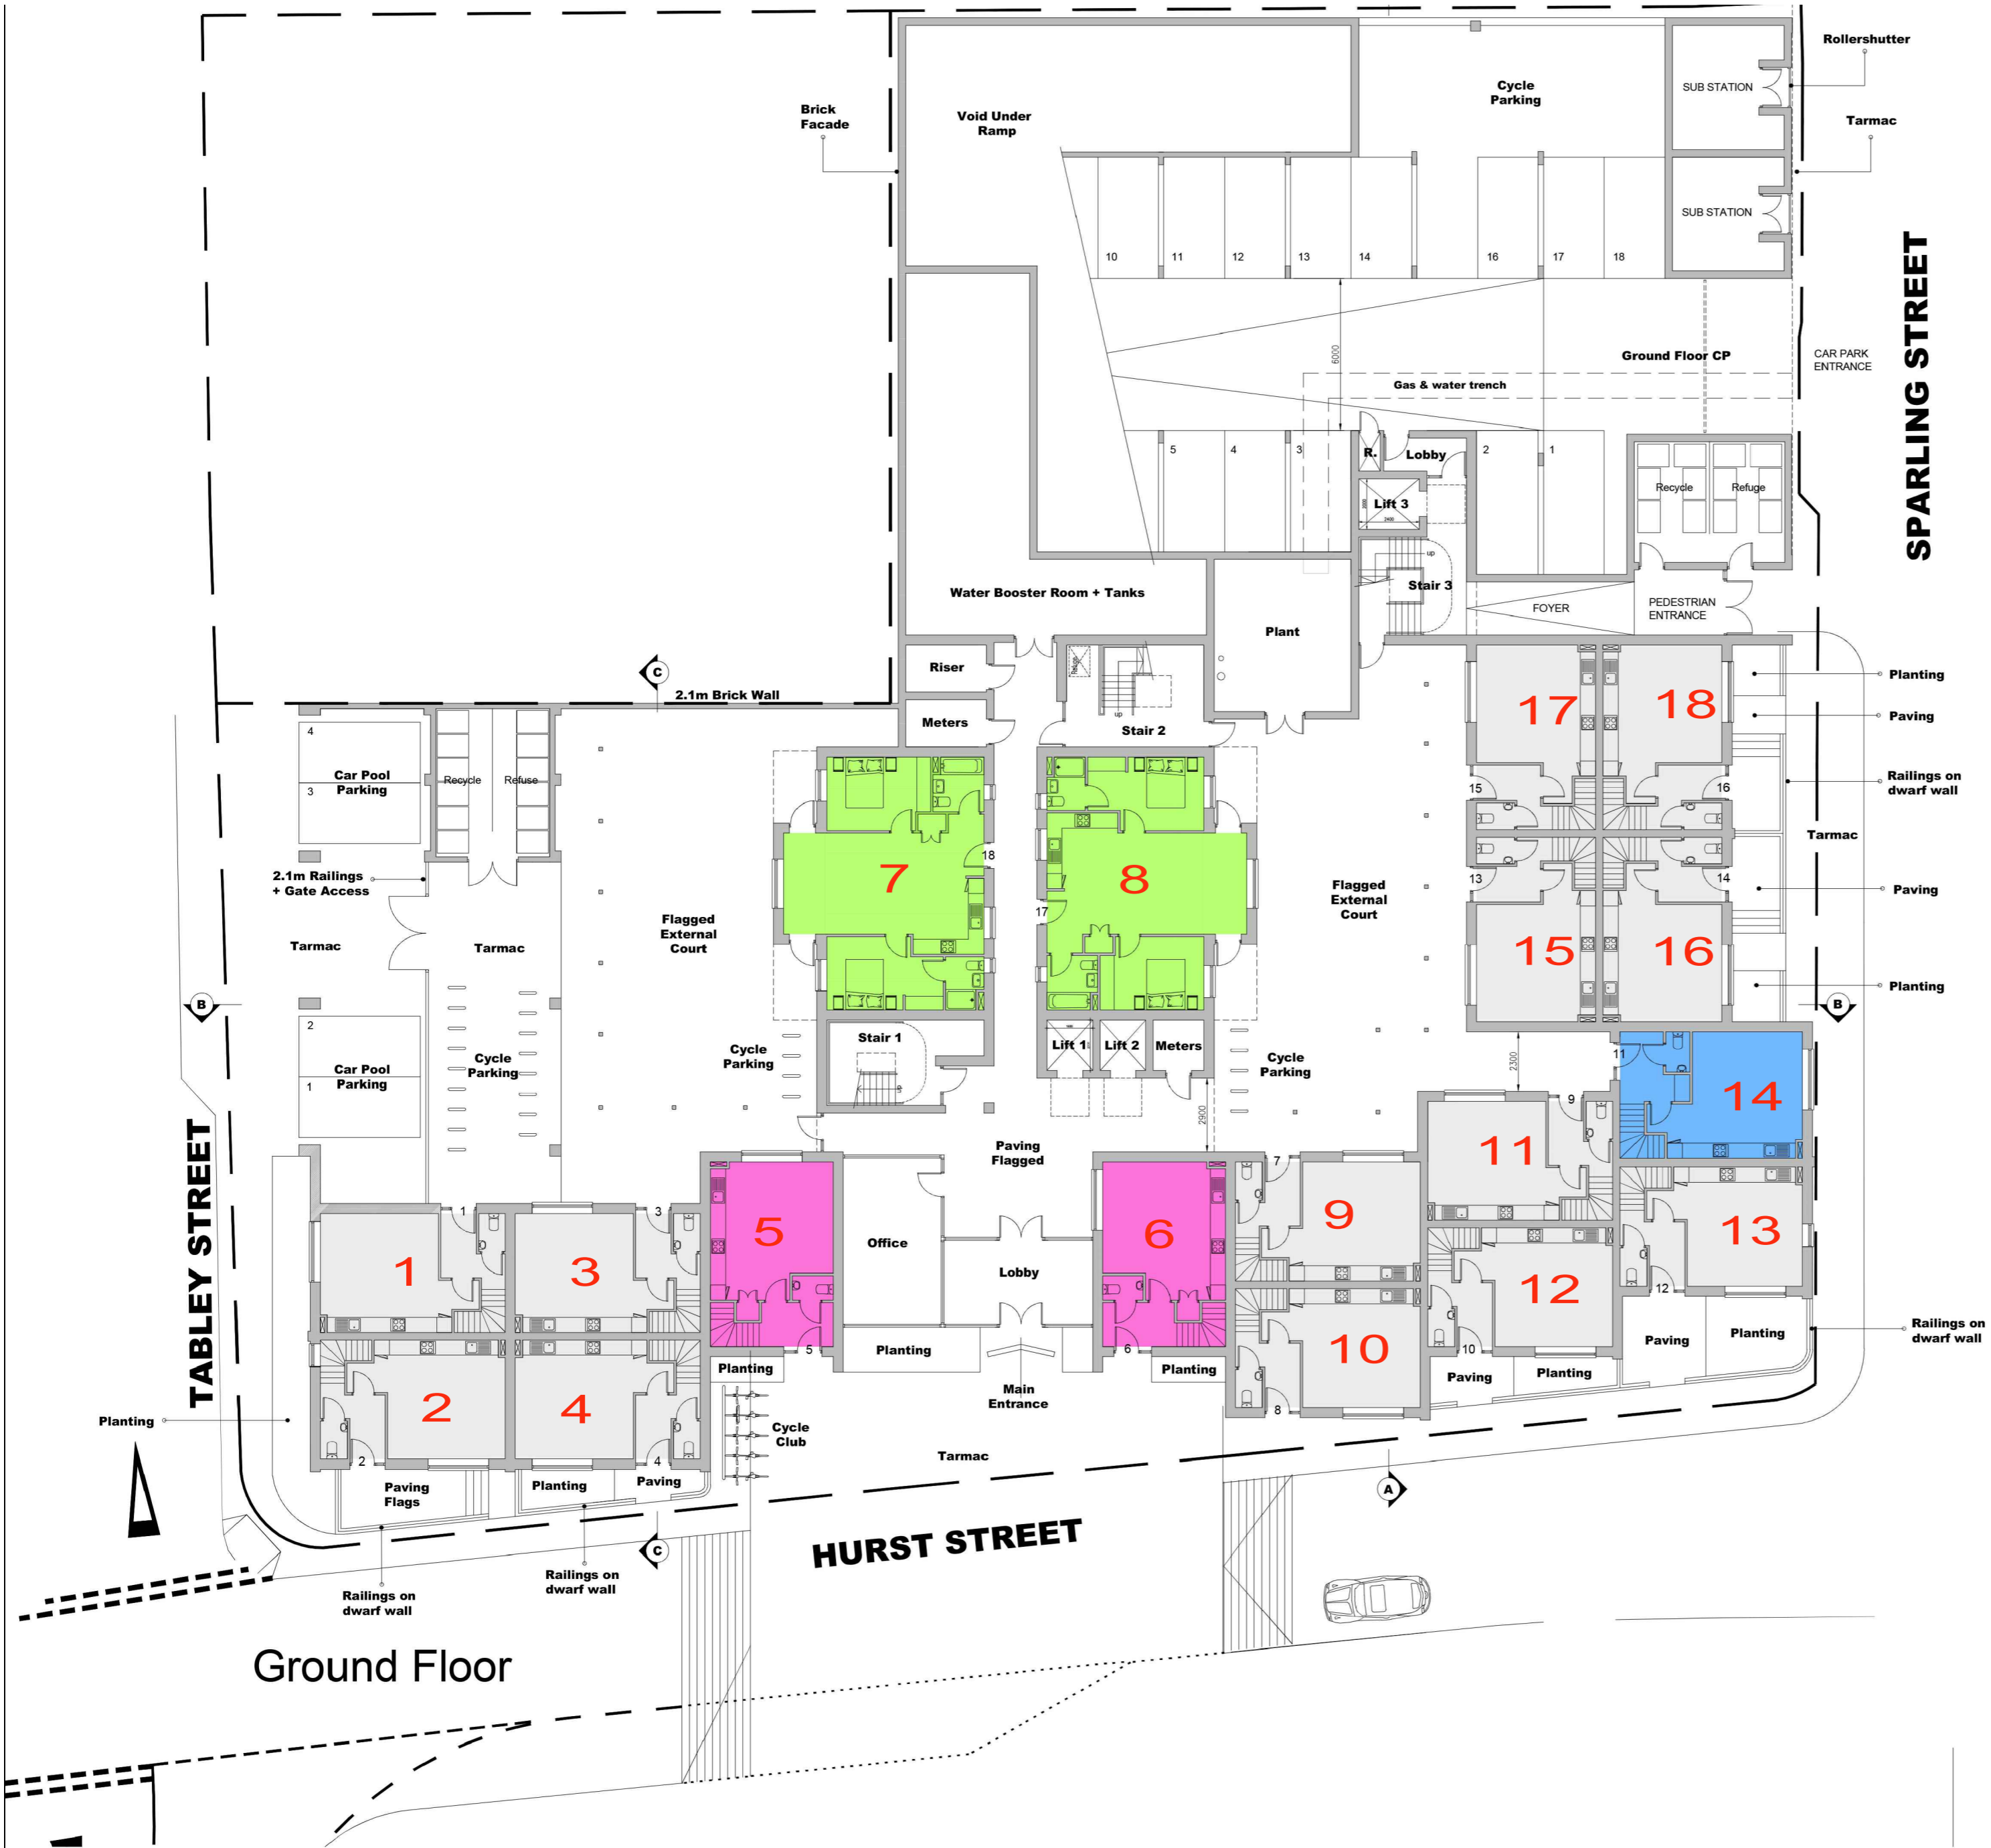 Rollershutter
Brick
Facade
Void Under
Ramp
Cycle
Parking
SUB STATION
Tarmac
SUB STATION
10
11
12
13
14
16
17
18
SPARLING STREET
6000
Ground Floor CP
CAR PARK
ENTRANCE
Gas & water trench
5
4
3
R.
Lobby
2
1
Recycle
Refuge
Lift 3
2400
up
Stair 3
Water Booster Room + Tanks
FOYER
PEDESTRIAN
ENTRANCE
Plant
Riser
Refuse
C
2.1m Brick Wall
Meters
up
Stair 2
17
18
Planting
Paving
4
Car Pool
Parking
3
Recycle
Refuse
15
16
Railings on
dwarf wall
Tarmac
2.1m Railings
+ Gate Access
7
18
8
17
Flagged
External
Court
Flagged
External
Court
13
14
Paving
Tarmac
Tarmac
15
16
Planting
B
B
2
Car Pool
Parking
1
Cycle
Parking
Cycle
Parking
Stair 1
up
Lift 1
Lift 2
Meters
Cycle
Parking
2300
11
14
9
2900
11
TABLEY STREET
Paving
Flagged
1
3
5
Office
Lobby
6
7
9
13
1
3
12
12
10
Planting
5
Planting
6
Planting
10
Paving
Planting
Paving
Planting
Railings on
dwarf wall
2
4
Main
Entrance
8
Planting
Cycle
Club
Tarmac
2
4
Paving
Flags
Planting
Paving
A
HURST STREET
C
Railings on
dwarf wall
Railings on
dwarf wall
Ground Floor